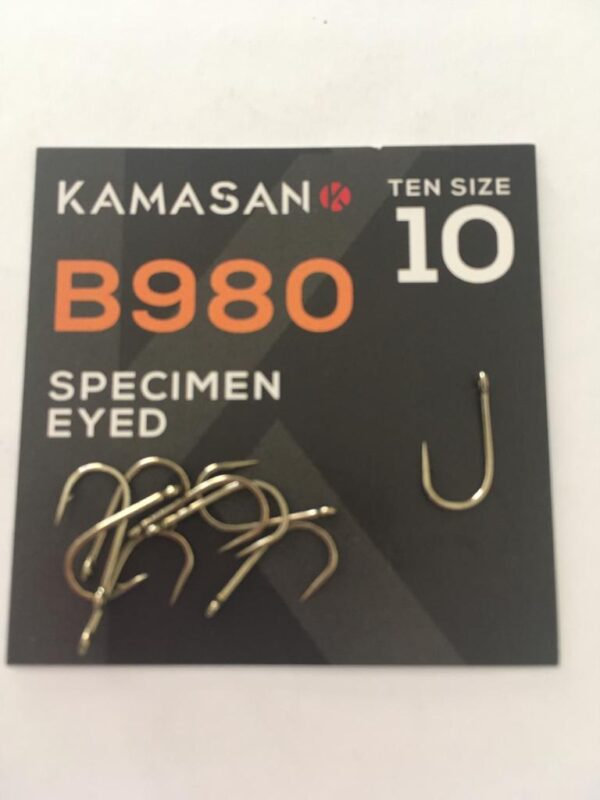 KAMASAN K
TEN SIZE
10
B980
SPECIMEN
EYED